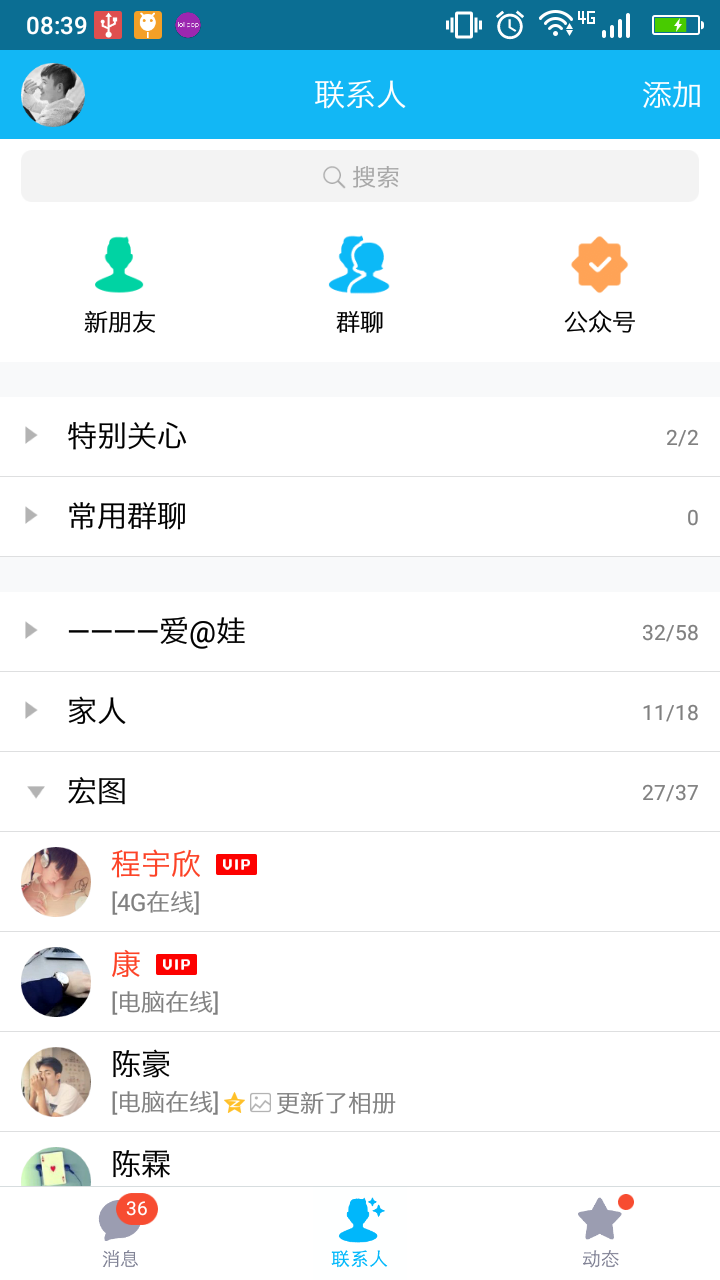 08:39 lollipop 4G
联系人
添加
搜索
新朋友 群聊 公众号
特别关心 2/2
常用群聊 0
––––爱@娃 32/58
家人 11/18
宏图 27/37
程宇欣 VIP
[4G在线]
康 VIP
[电脑在线]
陈豪
[电脑在线] 更新了相册
陈霖
36
消息 联系人 动态